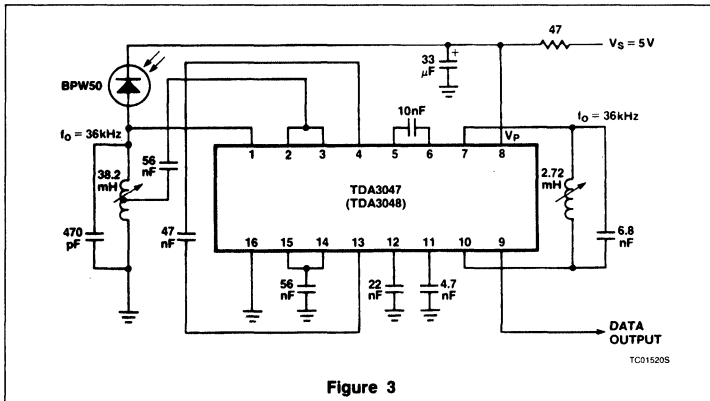 47
V_S = 5V
33 μF
+
BPW50
10nF
f_O = 36kHz
56 nF
V_P
f_O = 36kHz
1 2 3 4 5 6 7 8
38.2 mH
TDA3047
(TDA3048)
2.72 mH
470 pF
47 nF
6.8 nF
16 15 14 13 12 11 10 9
56 nF
22 nF
4.7 nF
DATA
OUTPUT
TC01520S
Figure 3